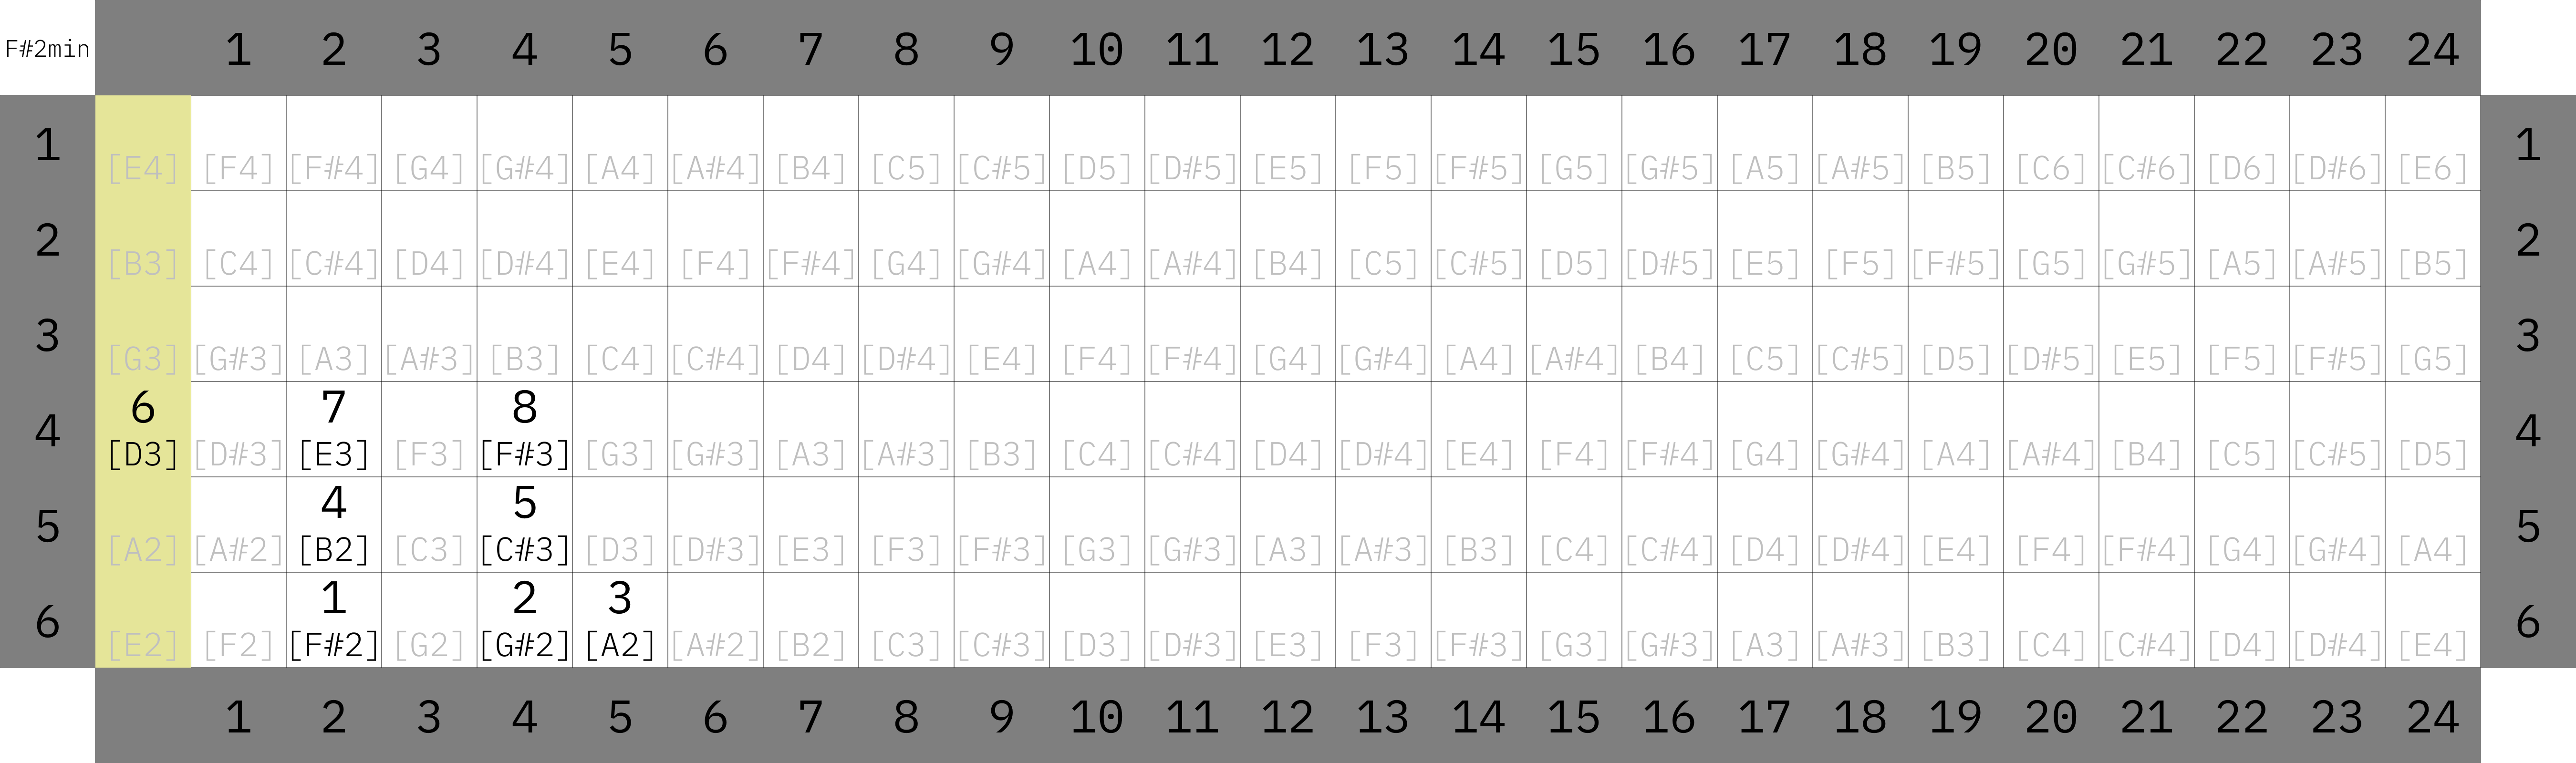 F#2min 1 2 3 4 5 6 7 8 9 10 11 12 13 14 15 16 17 18 19 20 21 22 23 24
1 [E4] [F4] [F#4] [G4] [G#4] [A4] [A#4] [B4] [C5] [C#5] [D5] [D#5] [E5] [F5] [F#5] [G5] [G#5] [A5] [A#5] [B5] [C6] [C#6] [D6] [D#6] [E6] 1
2 [B3] [C4] [C#4] [D4] [D#4] [E4] [F4] [F#4] [G4] [G#4] [A4] [A#4] [B4] [C5] [C#5] [D5] [D#5] [E5] [F5] [F#5] [G5] [G#5] [A5] [A#5] [B5] 2
3 [G3] [G#3] [A3] [A#3] [B3] [C4] [C#4] [D4] [D#4] [E4] [F4] [F#4] [G4] [G#4] [A4] [A#4] [B4] [C5] [C#5] [D5] [D#5] [E5] [F5] [F#5] [G5] 3
6 7 8
4 [D3] [D#3] [E3] [F3] [F#3] [G3] [G#3] [A3] [A#3] [B3] [C4] [C#4] [D4] [D#4] [E4] [F4] [F#4] [G4] [G#4] [A4] [A#4] [B4] [C5] [C#5] [D5] 4
4 5
5 [A2] [A#2] [B2] [C3] [C#3] [D3] [D#3] [E3] [F3] [F#3] [G3] [G#3] [A3] [A#3] [B3] [C4] [C#4] [D4] [D#4] [E4] [F4] [F#4] [G4] [G#4] [A4] 5
1 2 3
6 [E2] [F2] [F#2] [G2] [G#2] [A2] [A#2] [B2] [C3] [C#3] [D3] [D#3] [E3] [F3] [F#3] [G3] [G#3] [A3] [A#3] [B3] [C4] [C#4] [D4] [D#4] [E4] 6
1 2 3 4 5 6 7 8 9 10 11 12 13 14 15 16 17 18 19 20 21 22 23 24